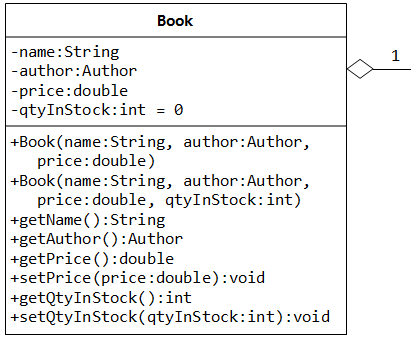 Book
-name:String
-author:Author
-price:double
-qtyInStock:int = 0
1
+Book(name:String, author:Author,
price:double)
+Book(name:String, author:Author,
price:double, qtyInStock:int)
+getName():String
+getAuthor():Author
+getPrice():double
+setPrice(price:double):void
+getQtyInStock():int
+setQtyInStock(qtyInStock:int):void